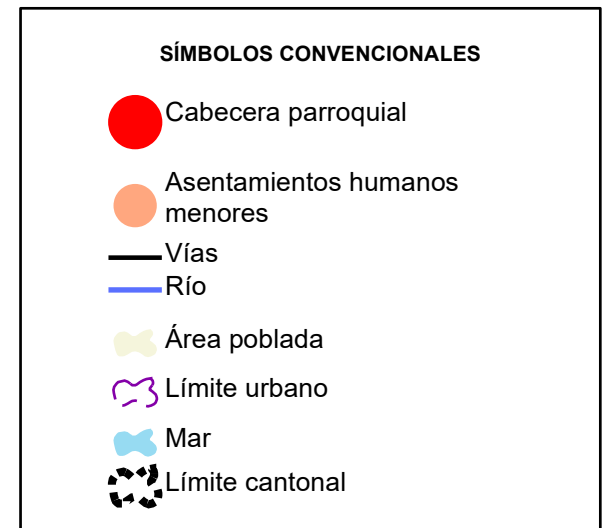 SÍMBOLOS CONVENCIONALES
Cabecera parroquial
Asentamientos humanos
menores
Vías
Río
Área poblada
Límite urbano
Mar
Límite cantonal